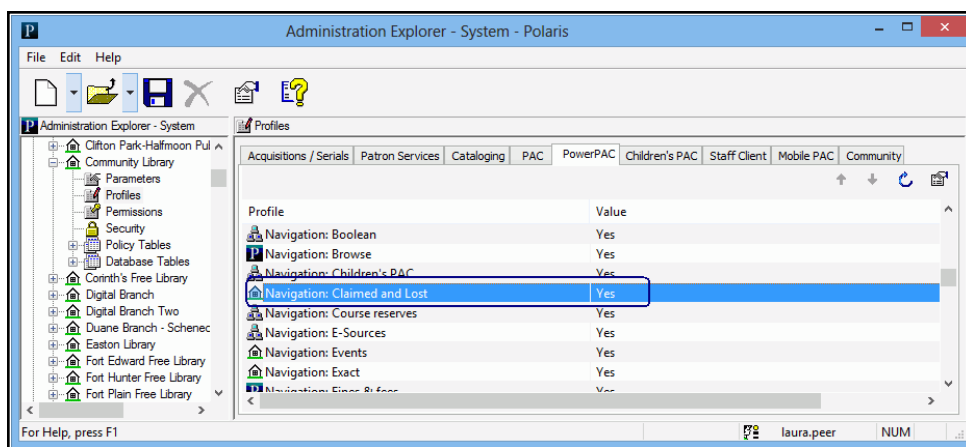 Administration Explorer - System - Polaris
File Edit Help
Administration Explorer - System
Profiles
Clifton Park-Halfmoon Pul
Community Library
Parameters
Profiles
Permissions
Security
Policy Tables
Database Tables
Corinth's Free Library
Digital Branch
Digital Branch Two
Duane Branch - Schenec
Easton Library
Fort Edward Free Library
Fort Hunter Free Library
Fort Plain Free Library
Acquisitions / Serials Patron Services Cataloging PAC PowerPAC Children's PAC Staff Client Mobile PAC Community
Profile Value
Navigation: Boolean Yes
Navigation: Browse Yes
Navigation: Children's PAC Yes
Navigation: Claimed and Lost Yes
Navigation: Course reserves Yes
Navigation: E-Sources Yes
Navigation: Events Yes
Navigation: Exact Yes
Navigation: Fines & fees Yes
For Help, press F1 laura.peer NUM